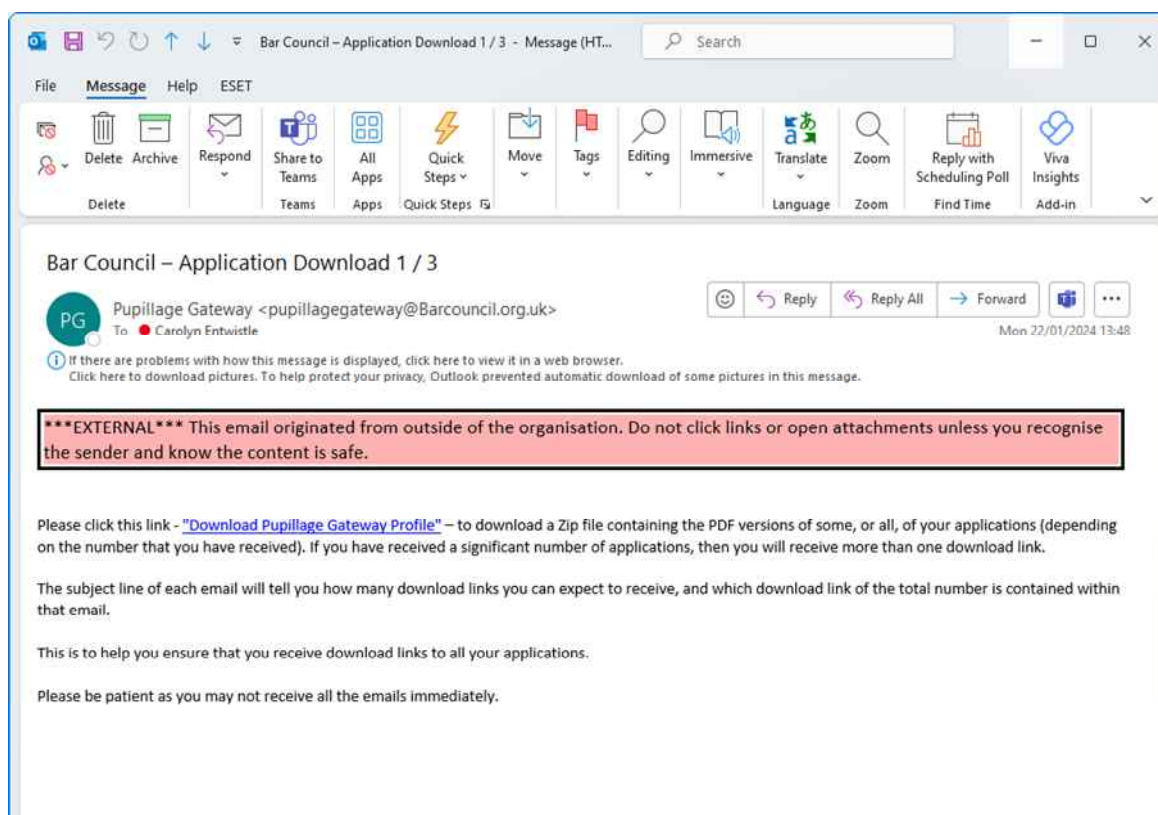 Bar Council – Application Download 1 / 3 - Message (HT...
Search
File Message Help ESET
Delete Archive
Respond
Share to Teams
All Apps
Quick Steps
Move
Tags
Editing
Immersive
Translate
Zoom
Reply with Scheduling Poll
Viva Insights
Delete Teams Apps Quick Steps Language Zoom Find Time Add-in
Bar Council – Application Download 1 / 3
PG
Pupillage Gateway <pupillagegateway@Barcouncil.org.uk>
To Carolyn Entwistle
Reply Reply All Forward
Mon 22/01/2024 13:48
If there are problems with how this message is displayed, click here to view it in a web browser.
Click here to download pictures. To help protect your privacy, Outlook prevented automatic download of some pictures in this message.
***EXTERNAL*** This email originated from outside of the organisation. Do not click links or open attachments unless you recognise
the sender and know the content is safe.
Please click this link - "Download Pupillage Gateway Profile" – to download a Zip file containing the PDF versions of some, or all, of your applications (depending
on the number that you have received). If you have received a significant number of applications, then you will receive more than one download link.
The subject line of each email will tell you how many download links you can expect to receive, and which download link of the total number is contained within
that email.
This is to help you ensure that you receive download links to all your applications.
Please be patient as you may not receive all the emails immediately.